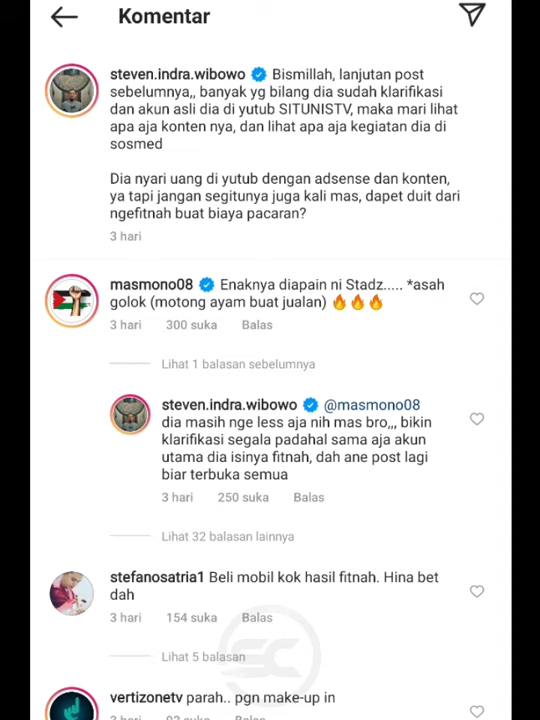 Komentar
steven.indra.wibowo Bismillah, lanjutan post
sebelumnya,, banyak yg bilang dia sudah klarifikasi
dan akun asli dia di yutub SITUNISTV, maka mari lihat
apa aja konten nya, dan lihat apa aja kegiatan dia di
sosmed
Dia nyari uang di yutub dengan adsense dan konten,
ya tapi jangan segitunya juga kali mas, dapet duit dari
ngefitnah buat biaya pacaran?
3 hari
masmono08 Enaknya diapain ni Stadz..... *asah
golok (motong ayam buat jualan) 🔥🔥🔥
3 hari 300 suka Balas
Lihat 1 balasan sebelumnya
steven.indra.wibowo @masmono08
dia masih nge less aja nih mas bro,,, bikin
klarifikasi segala padahal sama aja akun
utama dia isinya fitnah, dah ane post lagi
biar terbuka semua
3 hari 250 suka Balas
Lihat 32 balasan lainnya
stefanosatria1 Beli mobil kok hasil fitnah. Hina bet
dah
3 hari 154 suka Balas
Lihat 5 balasan
vertizonetv parah.. pgn make-up in
3 hari 92 suka Balas